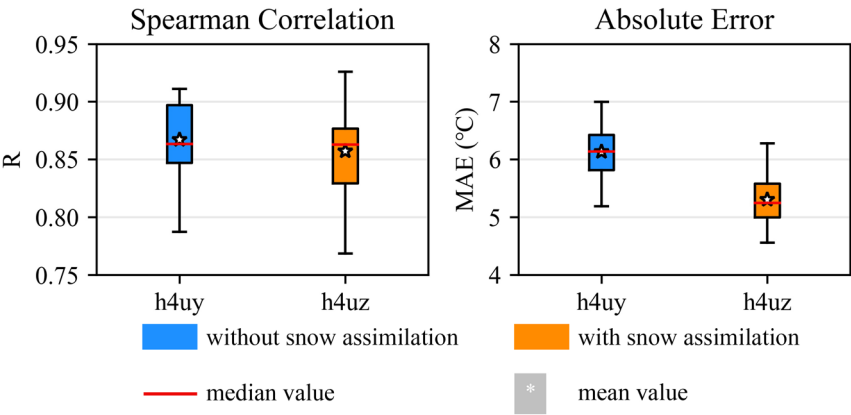 Spearman Correlation
0.95
0.90
0.85
0.80
0.75
R
h4uy
h4uz
Absolute Error
8
7
6
5
4
MAE (°C)
h4uy
h4uz
without snow assimilation
with snow assimilation
median value
* mean value